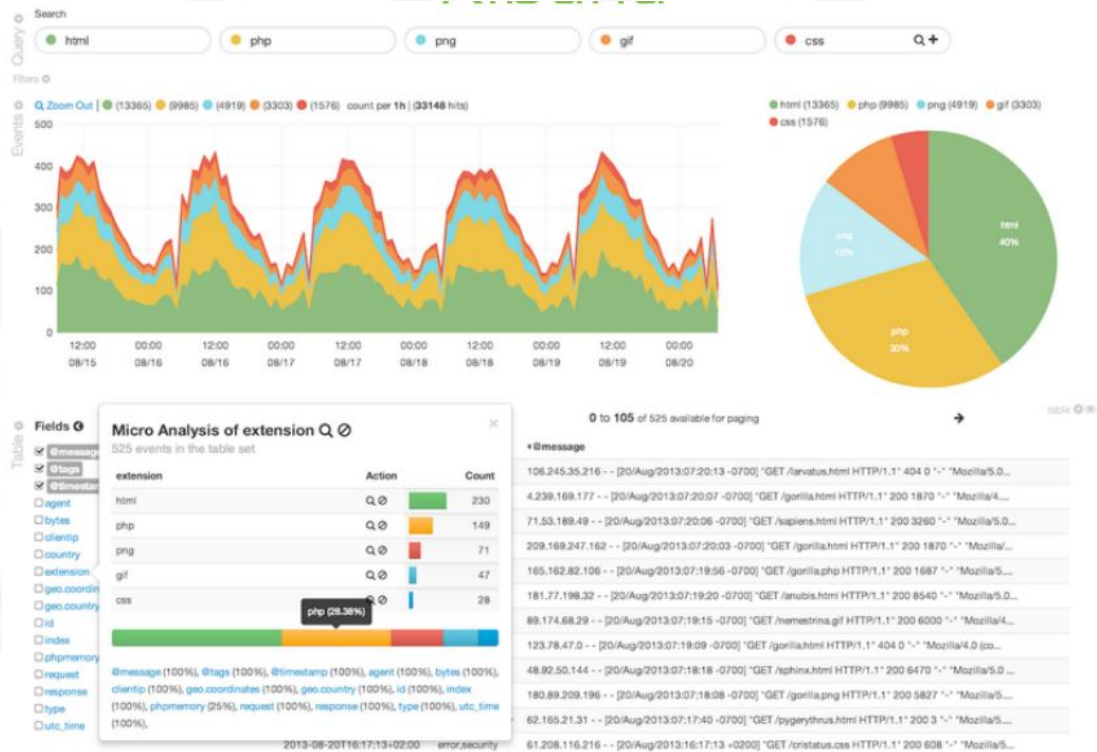 Search
Query
html
php
png
gif
css
Filters
Events
Zoom Out | (13365) (9985) (4919) (3303) (1576) count per 1h | (33148 hits)
html (13365) php (9985) png (4919) gif (3303)
css (1576)
500
400
300
200
100
0
12:00 00:00 12:00 00:00 12:00 00:00 12:00 00:00 12:00 00:00
08/15 08/16 08/16 08/17 08/17 08/18 08/18 08/19 08/19 08/20
html
40%
png
15%
php
30%
Table
Fields
@message
@tags
@timestam
agent
bytes
clientip
country
extension
geo.coordin
geo.country
id
index
phpmemory
request
response
type
utc_time
Micro Analysis of extension
525 events in the table set
extension Action Count
html 230
php 149
png 71
gif 47
css 28
php (28.38%)
@message (100%), @tags (100%), @timestamp (100%), agent (100%), bytes (100%),
clientip (100%), geo.coordinates (100%), geo.country (100%), id (100%), index
(100%), phpmemory (25%), request (100%), response (100%), type (100%), utc_time
(100%),
0 to 105 of 525 available for paging
table
@message
106.245.35.216 - - [20/Aug/2013:07:20:13 -0700] "GET /larvatus.html HTTP/1.1" 404 0 "-" "Mozilla/5.0...
4.239.169.177 - - [20/Aug/2013:07:20:07 -0700] "GET /gorilla.html HTTP/1.1" 200 1870 "-" "Mozilla/4....
71.53.189.49 - - [20/Aug/2013:07:20:06 -0700] "GET /sapiens.html HTTP/1.1" 200 3260 "-" "Mozilla/5.0...
209.169.247.162 - - [20/Aug/2013:07:20:03 -0700] "GET /gorilla.html HTTP/1.1" 200 1870 "-" "Mozilla/...
165.162.82.106 - - [20/Aug/2013:07:19:56 -0700] "GET /gorilla.php HTTP/1.1" 200 1687 "-" "Mozilla/5....
181.77.198.32 - - [20/Aug/2013:07:19:20 -0700] "GET /anubis.html HTTP/1.1" 200 8540 "-" "Mozilla/5.0...
89.174.68.29 - - [20/Aug/2013:07:19:15 -0700] "GET /nemestrina.gif HTTP/1.1" 200 6000 "-" "Mozilla/4...
123.78.47.0 - - [20/Aug/2013:07:19:09 -0700] "GET /gorilla.html HTTP/1.1" 404 0 "-" "Mozilla/4.0 (co...
48.92.50.144 - - [20/Aug/2013:07:18:18 -0700] "GET /sphinx.html HTTP/1.1" 200 6470 "-" "Mozilla/5.0 ...
180.89.209.196 - - [20/Aug/2013:07:18:08 -0700] "GET /gorilla.png HTTP/1.1" 200 5827 "-" "Mozilla/5....
62.165.21.31 - - [20/Aug/2013:07:17:40 -0700] "GET /pygerythrus.html HTTP/1.1" 200 3 "-" "Mozilla/5....
2013-08-20T16:17:13+02:00 error,security 61.208.116.216 - - [20/Aug/2013:16:17:13 +0200] "GET /cristatus.css HTTP/1.1" 200 608 "-" "Mozilla/5...